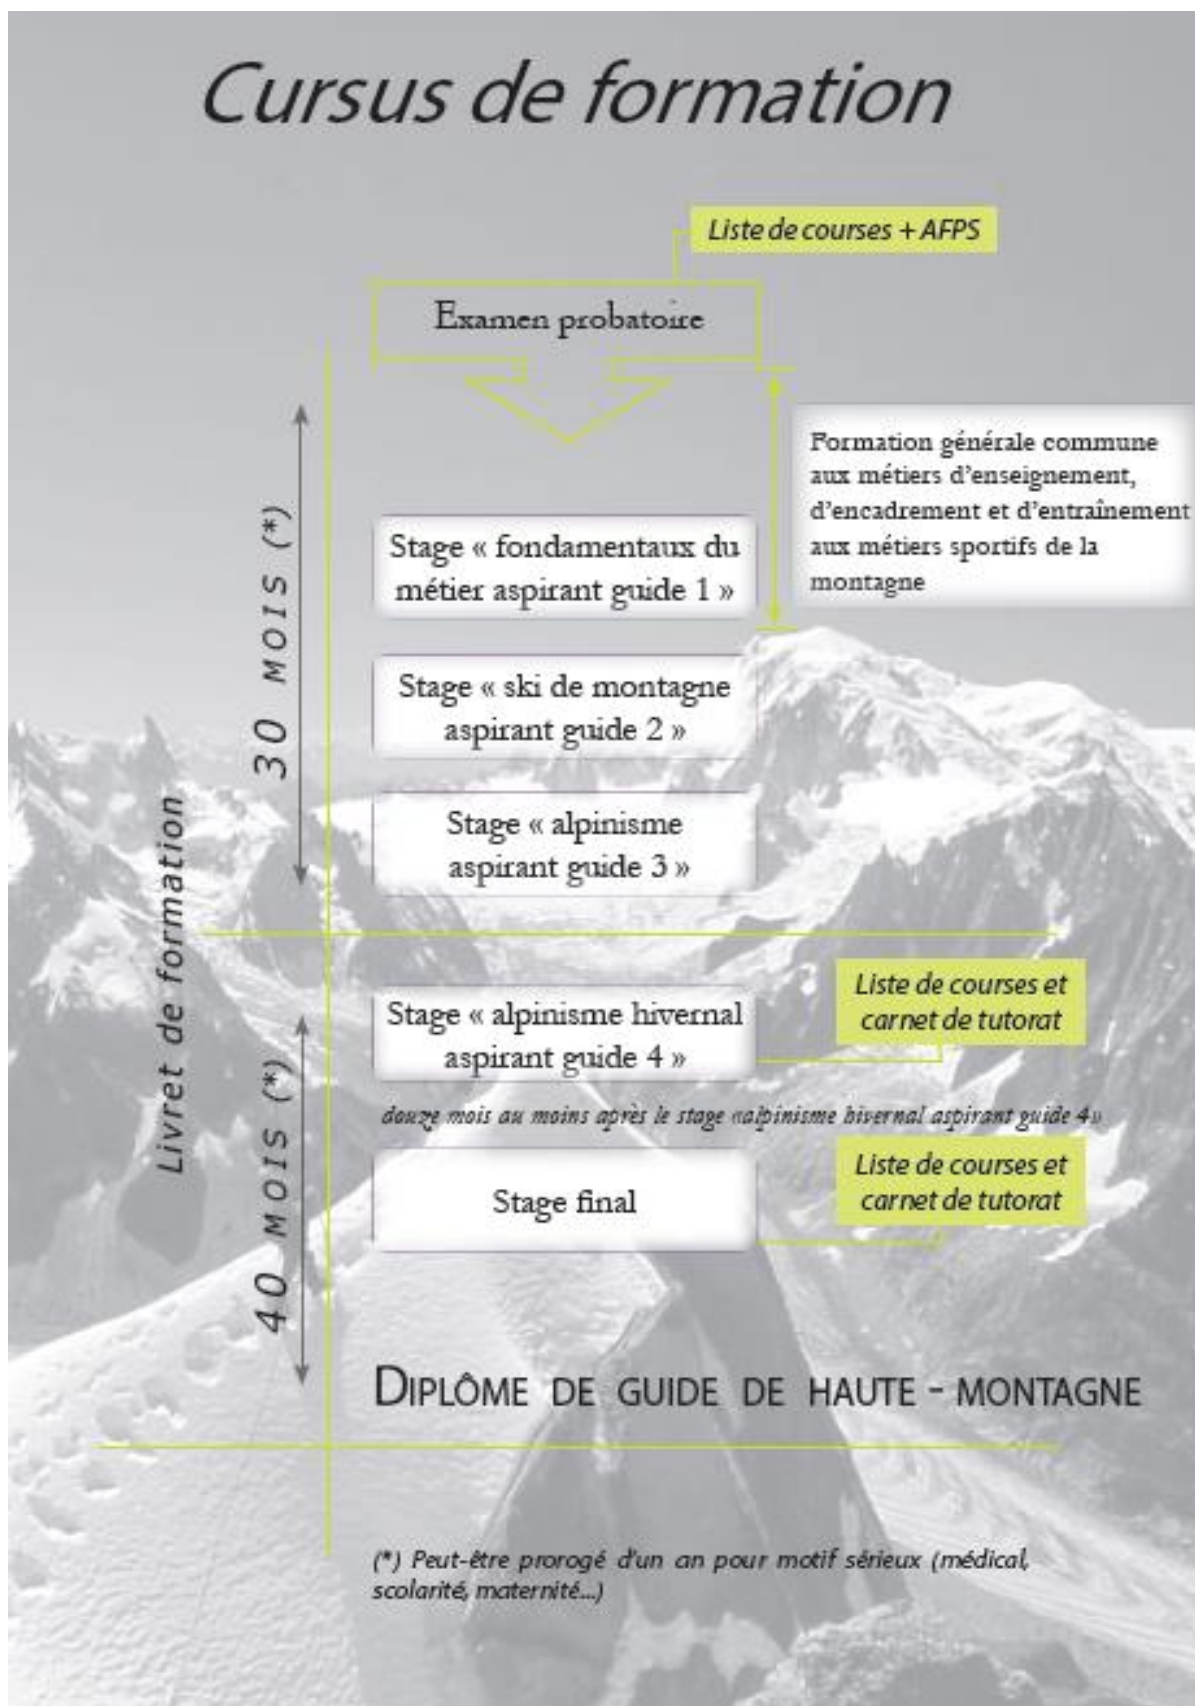 Cursus de formation
Liste de courses + AFPS
Examen probatoire
Formation générale commune
aux métiers d'enseignement,
d'encadrement et d'entraînement
aux métiers sportifs de la
montagne
30 MOIS (*)
Stage « fondamentaux du
métier aspirant guide 1 »
Stage « ski de montagne
aspirant guide 2 »
Stage « alpinisme
aspirant guide 3 »
Livret de formation
40 MOIS (*)
Stage « alpinisme hivernal
aspirant guide 4 »
Liste de courses et
carnet de tutorat
douze mois au moins après le stage «alpinisme hivernal aspirant guide 4»
Stage final
Liste de courses et
carnet de tutorat
DIPLÔME DE GUIDE DE HAUTE - MONTAGNE
(*) Peut-être prorogé d'un an pour motif sérieux (médical,
scolarité, maternité...)